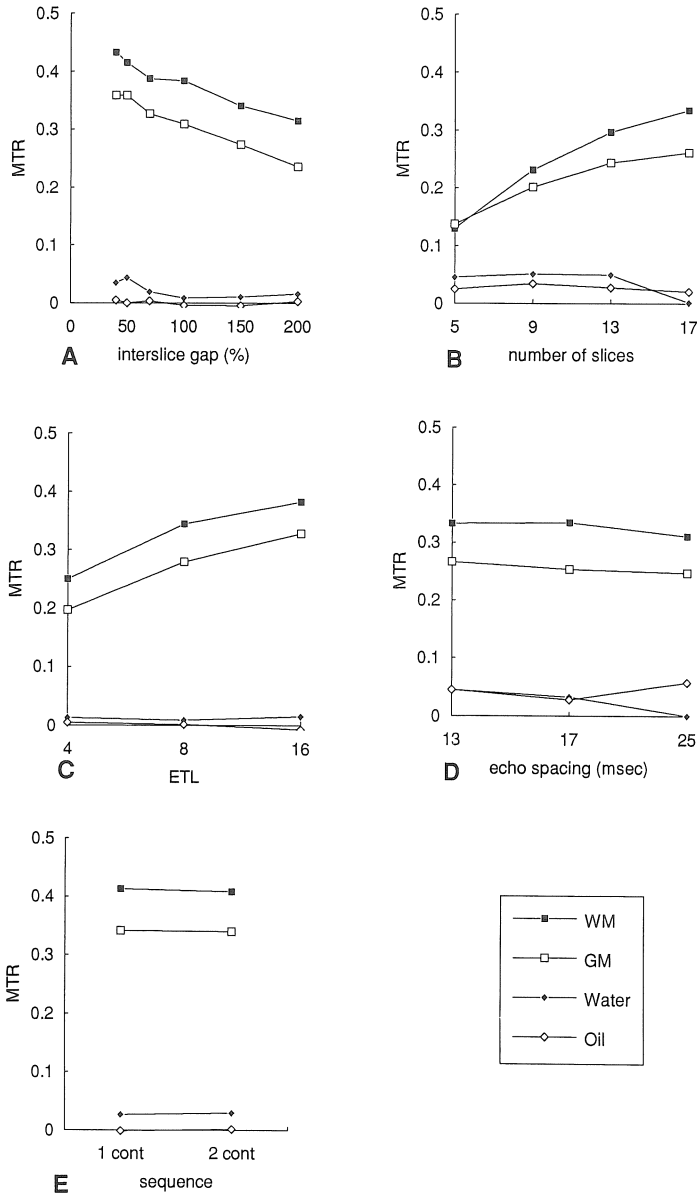 0.5
0.4
0.3
0.2
0.1
0
MTR
0 50 100 150 200
A interslice gap (%)
0.5
0.4
0.3
0.2
0.1
0
MTR
5 9 13 17
B number of slices
0.5
0.4
0.3
0.2
0.1
0
MTR
4 8 16
C ETL
0.5
0.4
0.3
0.2
0.1
0
MTR
13 17 25
D echo spacing (msec)
0.5
0.4
0.3
0.2
0.1
0
MTR
1 cont 2 cont
E sequence
WM
GM
Water
Oil